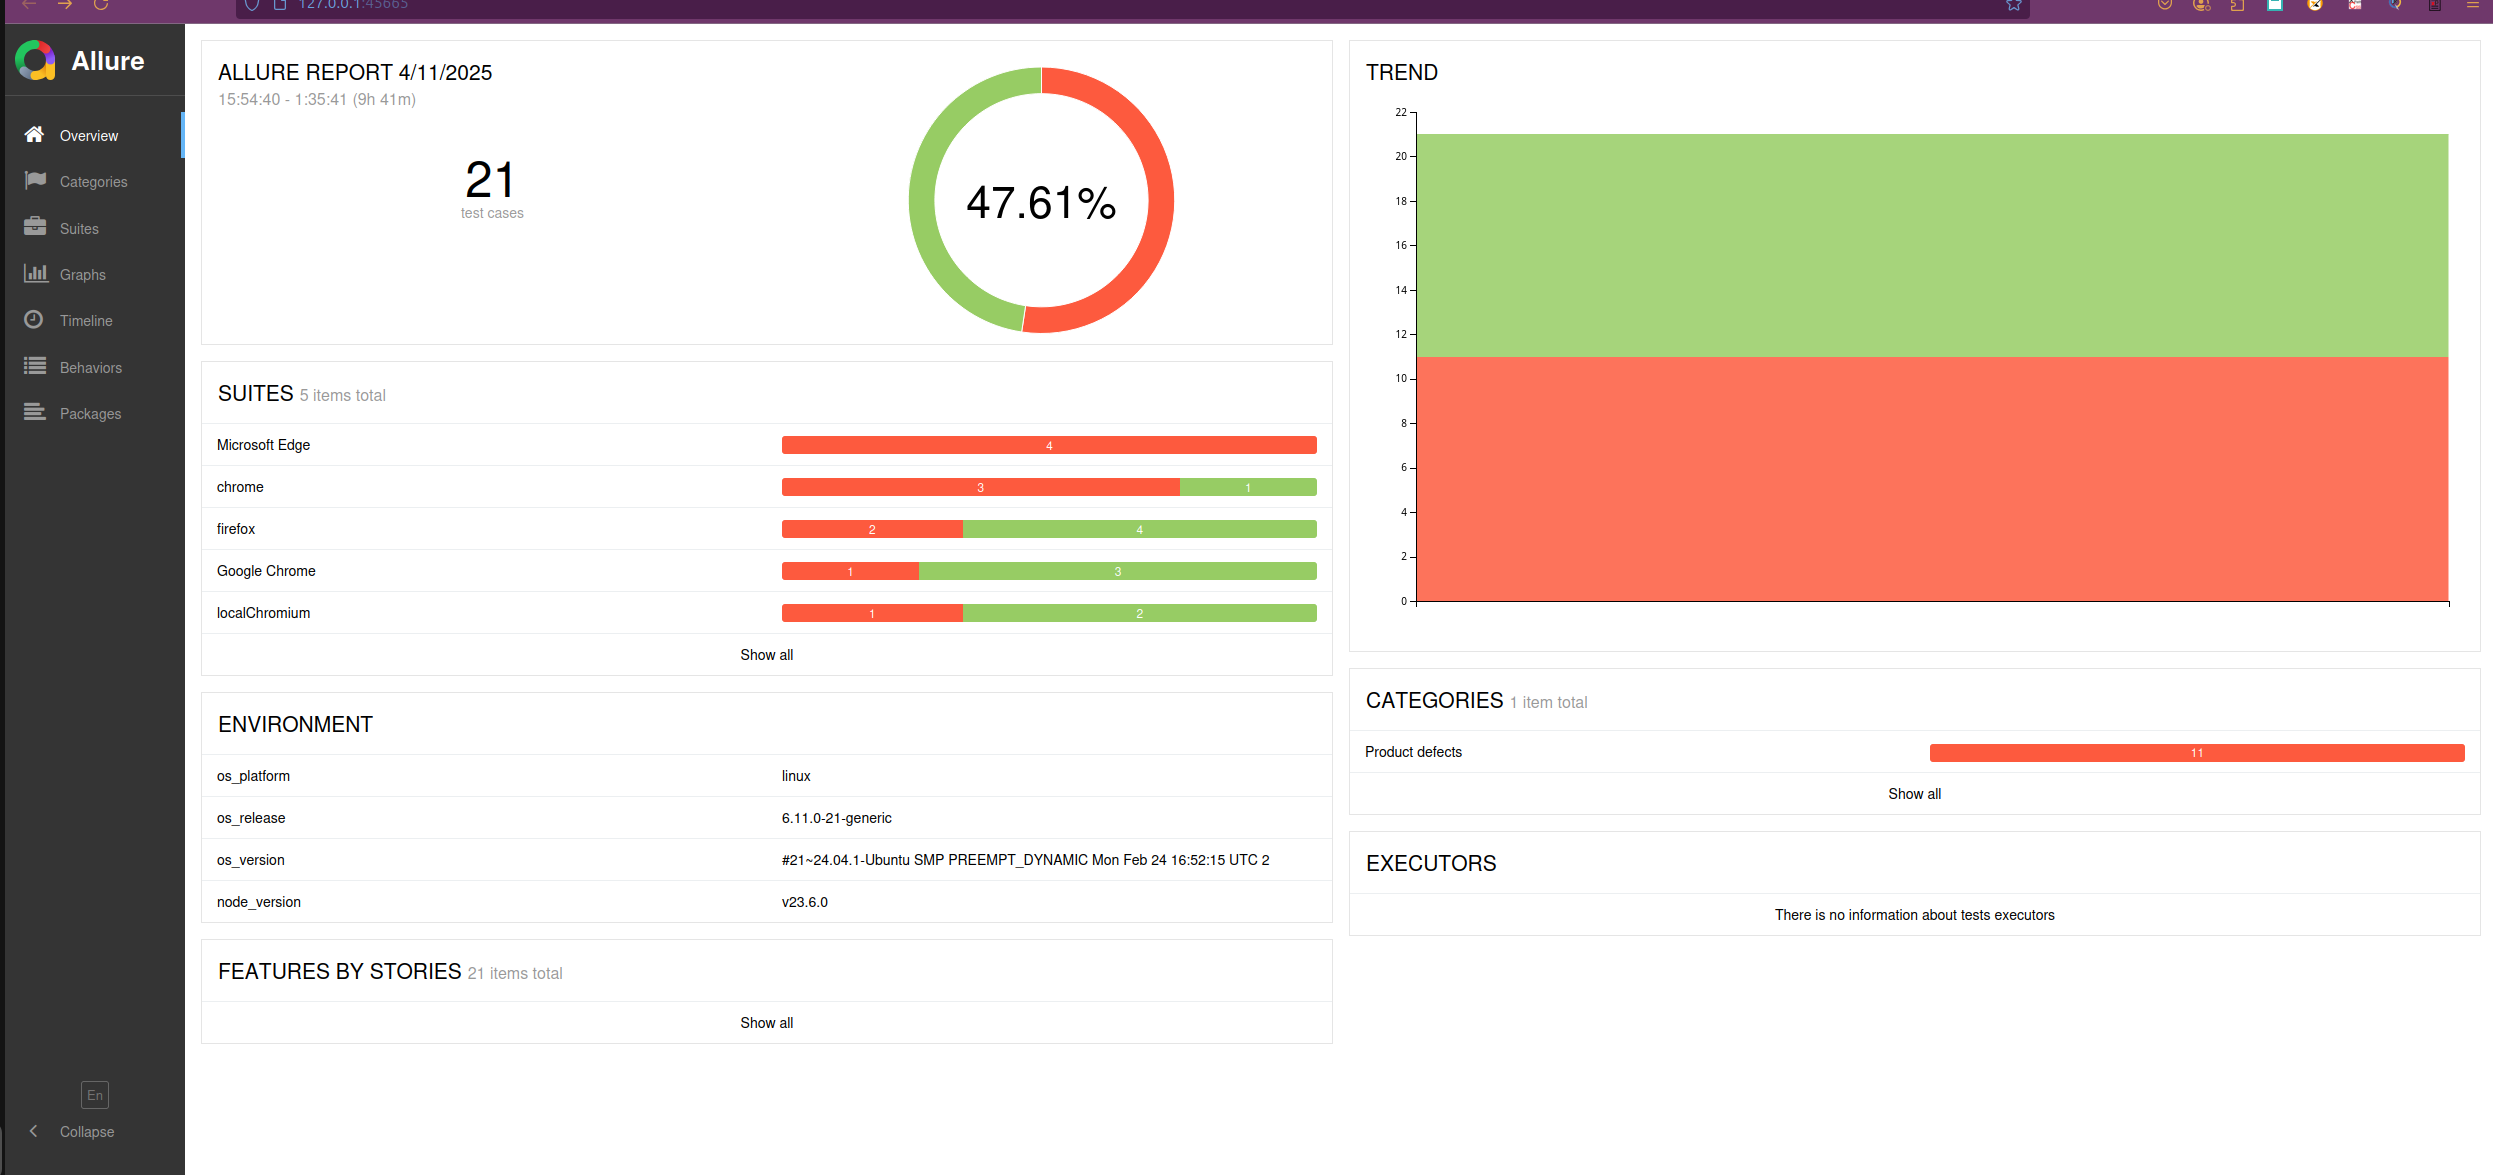 127.0.0.1:45665
Allure
Overview
Categories
Suites
Graphs
Timeline
Behaviors
Packages
En
Collapse
ALLURE REPORT 4/11/2025
15:54:40 - 1:35:41 (9h 41m)
21
test cases
47.61%
SUITES 5 items total
Microsoft Edge 4
chrome 3 1
firefox 2 4
Google Chrome 1 3
localChromium 1 2
Show all
ENVIRONMENT
os_platform linux
os_release 6.11.0-21-generic
os_version #21~24.04.1-Ubuntu SMP PREEMPT_DYNAMIC Mon Feb 24 16:52:15 UTC 2
node_version v23.6.0
FEATURES BY STORIES 21 items total
Show all
TREND
22
20
18
16
14
12
10
8
6
4
2
0
CATEGORIES 1 item total
Product defects 11
Show all
EXECUTORS
There is no information about tests executors